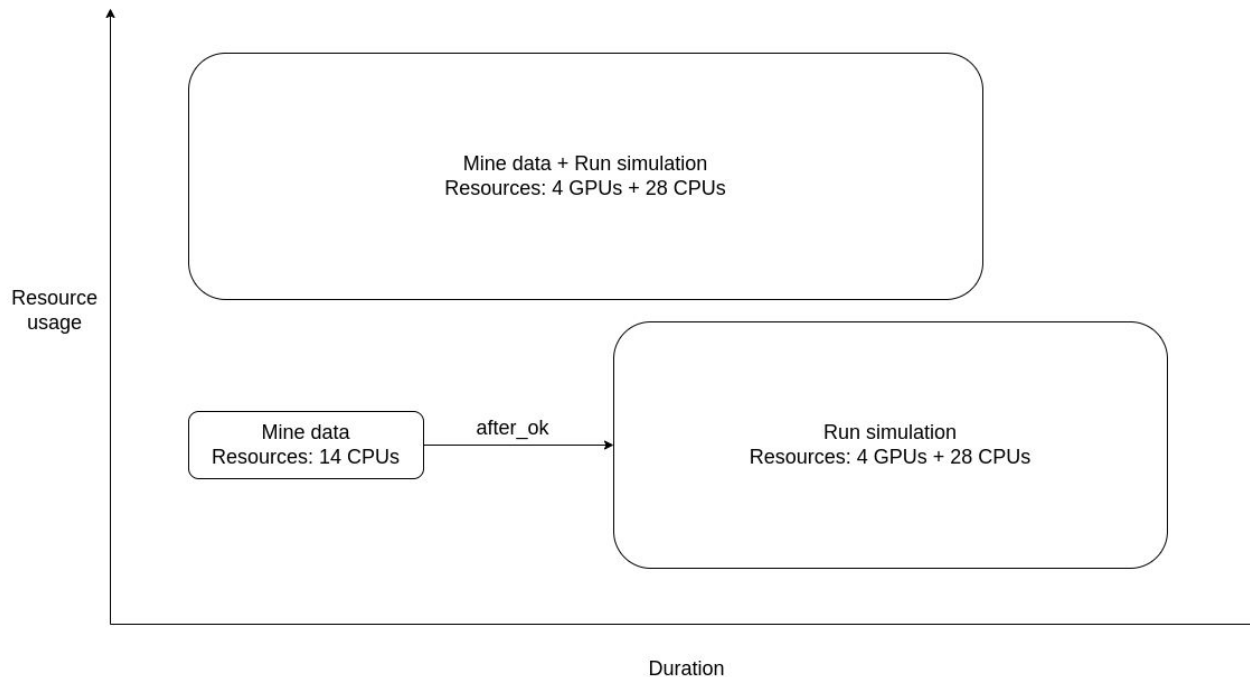 Mine data + Run simulation
Resources: 4 GPUs + 28 CPUs
Resource
usage
Mine data
Resources: 14 CPUs
after_ok
Run simulation
Resources: 4 GPUs + 28 CPUs
Duration